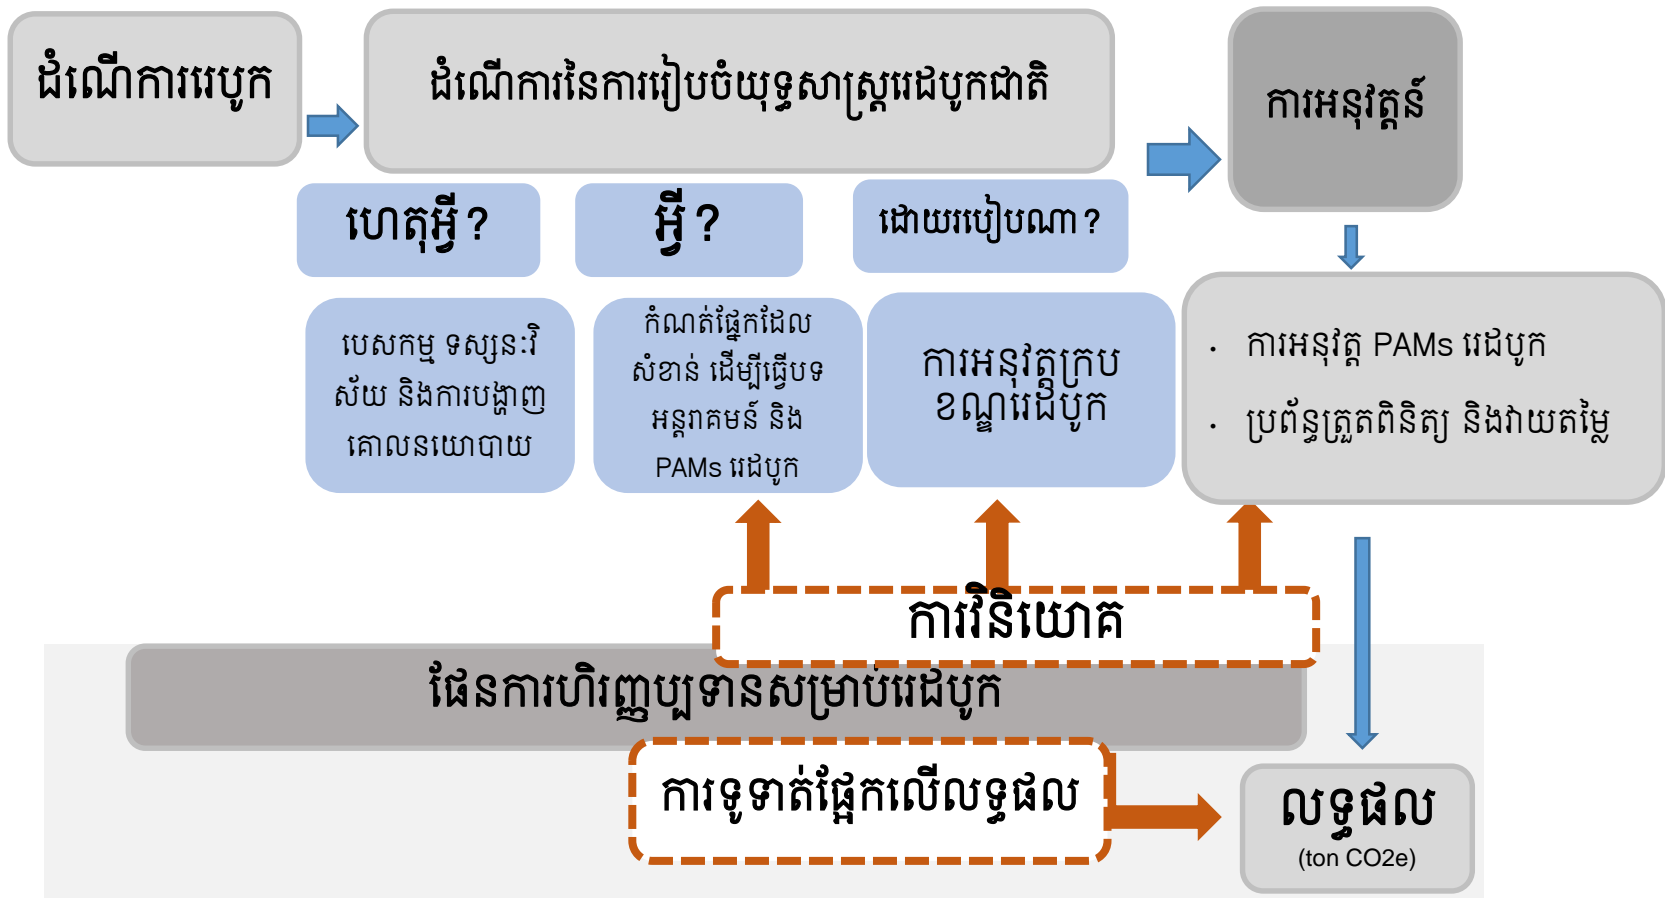 ដំណើការរេបូក
ដំណើការនៃការរៀបចំយុទ្ធសាស្ត្ររេដបូកជាតិ
ការអនុវត្តន៍
ហេតុអ្វី?
អ្វី?
ដោយរបៀបណា?
បេសកម្ម ទស្សនៈវិ
ស័យ និងការបង្ហាញ
គោលនយោបាយ
កំណត់ផ្នែកដែល
សំខាន់ ដើម្បីធ្វើបទ
អន្តរាគមន៍ និង
PAMs រេដបូក
ការអនុវត្តក្រប
ខណ្ឌរេដបូក
· ការអនុវត្ត PAMs រេដបូក
· ប្រព័ន្ធត្រួតពិនិត្យ និងវាយតម្លៃ
ការវិនិយោគ
ផែនការហិរញ្ញប្បទានសម្រាប់រេដបូក
ការទូទាត់ផ្អែកលើលទ្ធផល
លទ្ធផល
(ton CO2e)